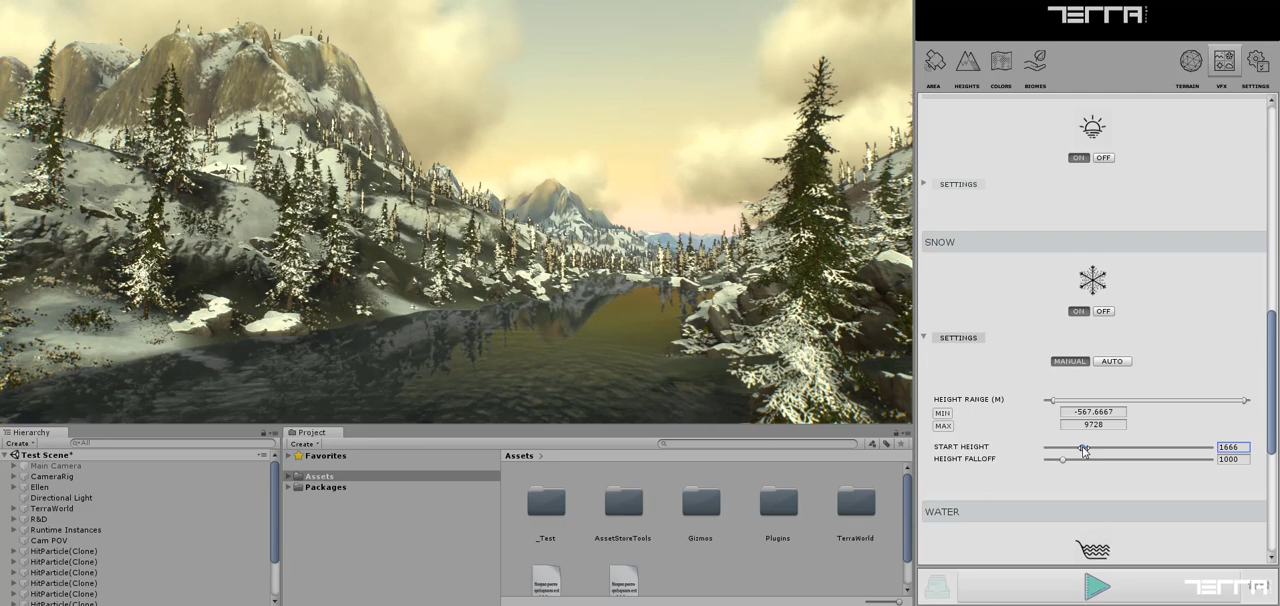 TERRA
AREA HEIGHTS COLORS BIOMES TERRAIN VFX SETTINGS
ON OFF
SETTINGS
SNOW
ON OFF
SETTINGS
MANUAL AUTO
HEIGHT RANGE (M)
MIN -567.6667
MAX 9728
START HEIGHT 1666
HEIGHT FALLOFF 1000
WATER
TERRA
Hierarchy
Create
All
Test Scene*
Main Camera
CameraRig
Ellen
Directional Light
TerraWorld
R&D
Runtime Instances
Cam POV
HitParticle(Clone)
HitParticle(Clone)
HitParticle(Clone)
HitParticle(Clone)
HitParticle(Clone)
HitParticle(Clone)
Project
Create
Favorites
Assets
Packages
Assets
_Test AssetStoreTools Gizmos Plugins TerraWorld